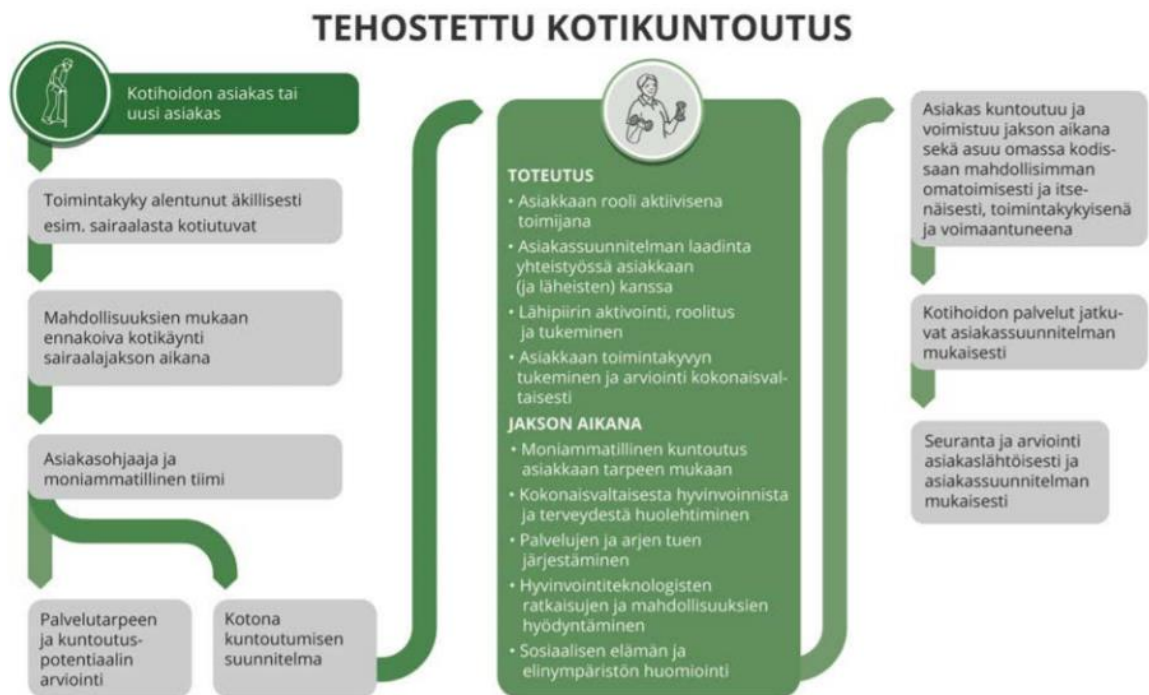 TEHOSTETTU KOTIKUNTOUTUS
Kotihoidon asiakas tai
uusi asiakas
Toimintakyky alentunut äkillisesti
esim. sairaalasta kotiutuvat
Mahdollisuuksien mukaan
ennakoiva kotikäynti
sairaalajakson aikana
Asiakasohjaaja ja
moniammatillinen tiimi
Palvelutarpeen
ja kuntoutus-
potentiaalin
arviointi
Kotona
kuntoutumisen
suunnitelma
TOTEUTUS
• Asiakkaan rooli aktiivisena
toimijana
• Asiakassuunnitelman laadinta
yhteistyössä asiakkaan
(ja läheisten) kanssa
• Lähipiirin aktivointi, roolitus
ja tukeminen
• Asiakkaan toimintakyvyn
tukeminen ja arviointi kokonaisval-
taisesti
JAKSON AIKANA
• Moniammatillinen kuntoutus
asiakkaan tarpeen mukaan
• Kokonaisvaltaisesta hyvinvoinnista
ja terveydestä huolehtiminen
• Palvelujen ja arjen tuen
järjestäminen
• Hyvinvointiteknologisten
ratkaisujen ja mahdollisuuksien
hyödyntäminen
• Sosiaalisen elämän ja
elinympäristön huomiointi
Asiakas kuntoutuu ja
voimistuu jakson aikana
sekä asuu omassa kodis-
saan mahdollisimman
omatoimisesti ja itse-
näisesti, toimintakykyisenä
ja voimaantuneena
Kotihoidon palvelut jatku-
vat asiakassuunnitelman
mukaisesti
Seuranta ja arviointi
asiakaslähtöisesti ja
asiakassuunnitelman
mukaisesti